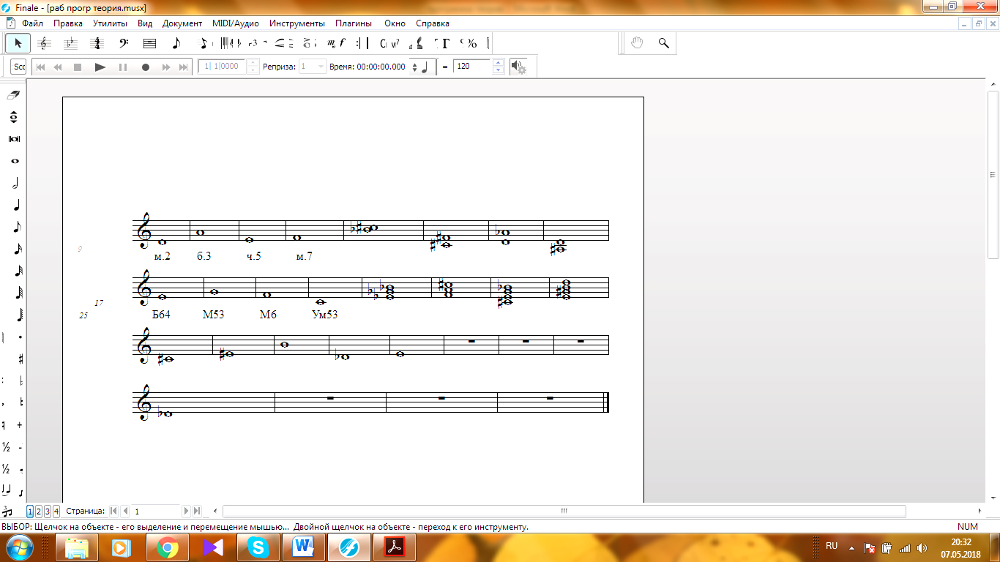 Finale - [раб прогр теория.musx]
Файл Правка Утилиты Вид Документ MIDI/Аудио Инструменты Плагины Окно Справка
Scc 1| 1|0000 Реприза: 1 Время: 00:00:00.000 = 120
9
м.2 б.3 ч.5 м.7
17
25 Б64 М53 М6 Ум53
1 2 3 4 Страница: 1
ВЫБОР: Щелчок на объекте - его выделение и перемещение мышью... Двойной щелчок на объекте - переход к его инструменту. NUM
RU 20:32
07.05.2018